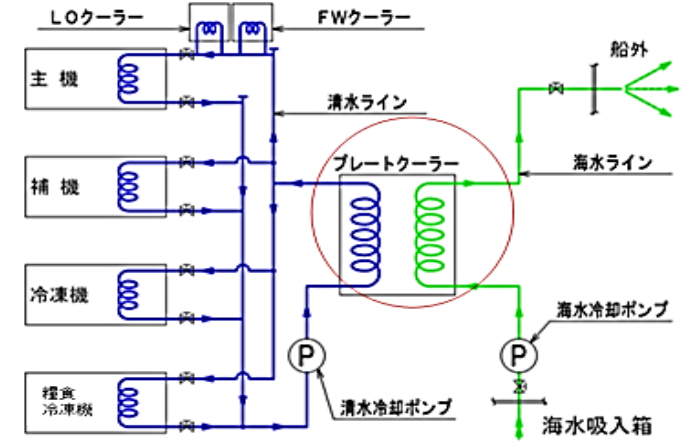 LOクーラー
FWクーラー
主機
清水ライン
船外
プレートクーラー
海水ライン
補機
冷凍機
海水冷却ポンプ
P
P
糧食
冷凍機
清水冷却ポンプ
海水吸入箱